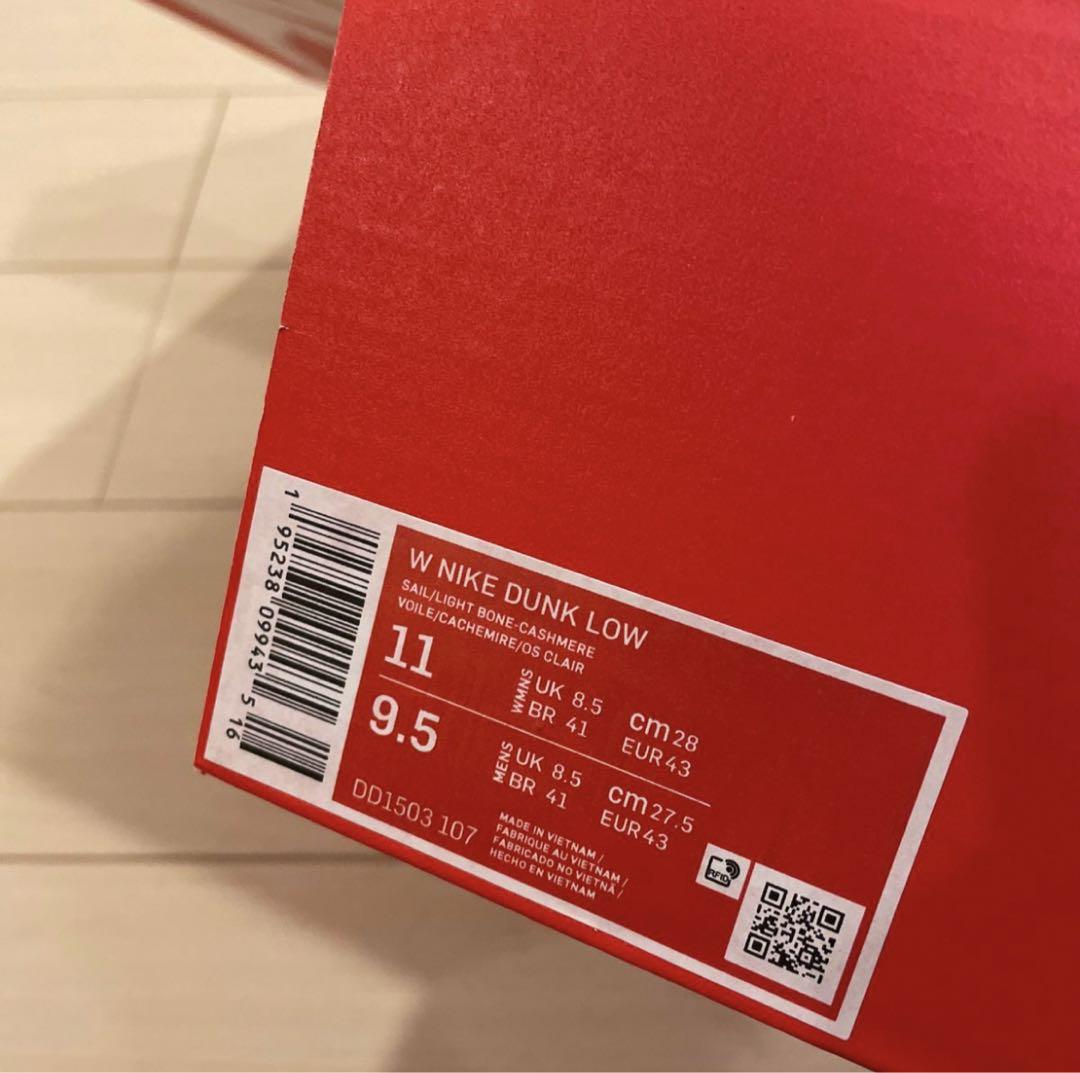 W NIKE DUNK LOW
SAIL/LIGHT BONE-CASHMERE
VOILE/CACHEMIRE/OS CLAIR
11
WMNS
UK 8.5
BR 41
cm 28
EUR 43
9.5
MENS
UK 8.5
BR 41
cm 27.5
EUR 43
DD1503 107
MADE IN VIETNAM /
FABRIQUE AU VIETNAM /
FABRICADO NO VIETNÃ /
HECHO EN VIETNAM
RFID
1 95238 09943 5 16